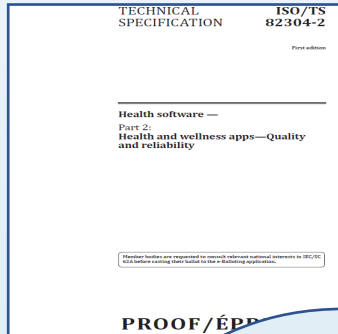 TECHNICAL SPECIFICATION
ISO/TS 82304-2
First edition
Health software —
Part 2:
Health and wellness apps—Quality
and reliability
Member bodies are requested to consult relevant national interests in IEC/SC
62A before casting their ballot to the e-Balloting application.
PROOF/ÉPR